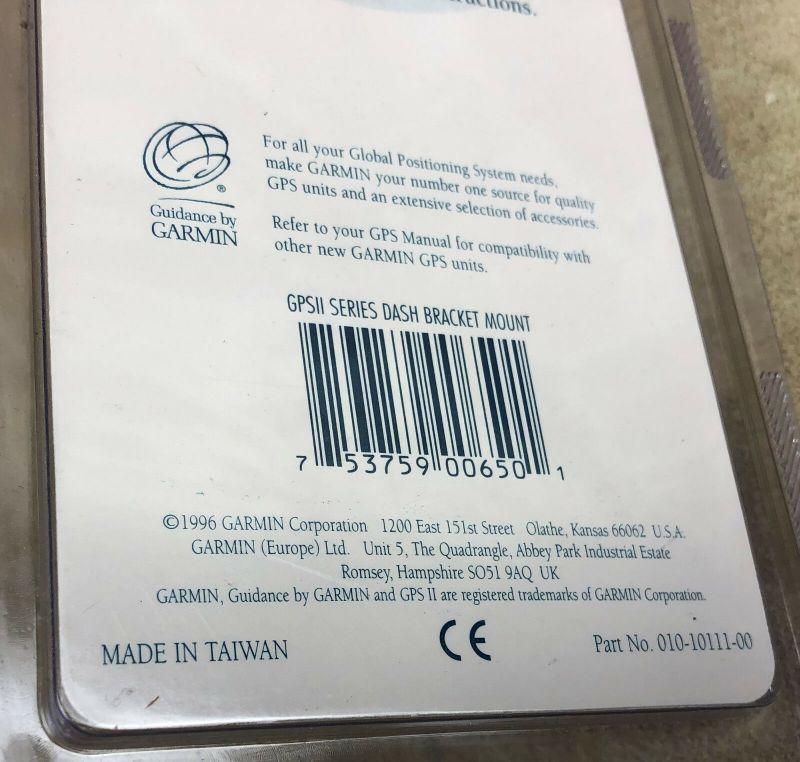 For all your Global Positioning System needs,
make GARMIN your number one source for quality
GPS units and an extensive selection of accessories.
Refer to your GPS Manual for compatibility with
other new GARMIN GPS units.
®
Guidance by
GARMIN
GPSII SERIES DASH BRACKET MOUNT
7 53759 00650 1
©1996 GARMIN Corporation 1200 East 151st Street Olathe, Kansas 66062 U.S.A.
GARMIN (Europe) Ltd. Unit 5, The Quadrangle, Abbey Park Industrial Estate
Romsey, Hampshire SO51 9AQ UK
GARMIN, Guidance by GARMIN and GPS II are registered trademarks of GARMIN Corporation.
MADE IN TAIWAN
CE
Part No. 010-10111-00